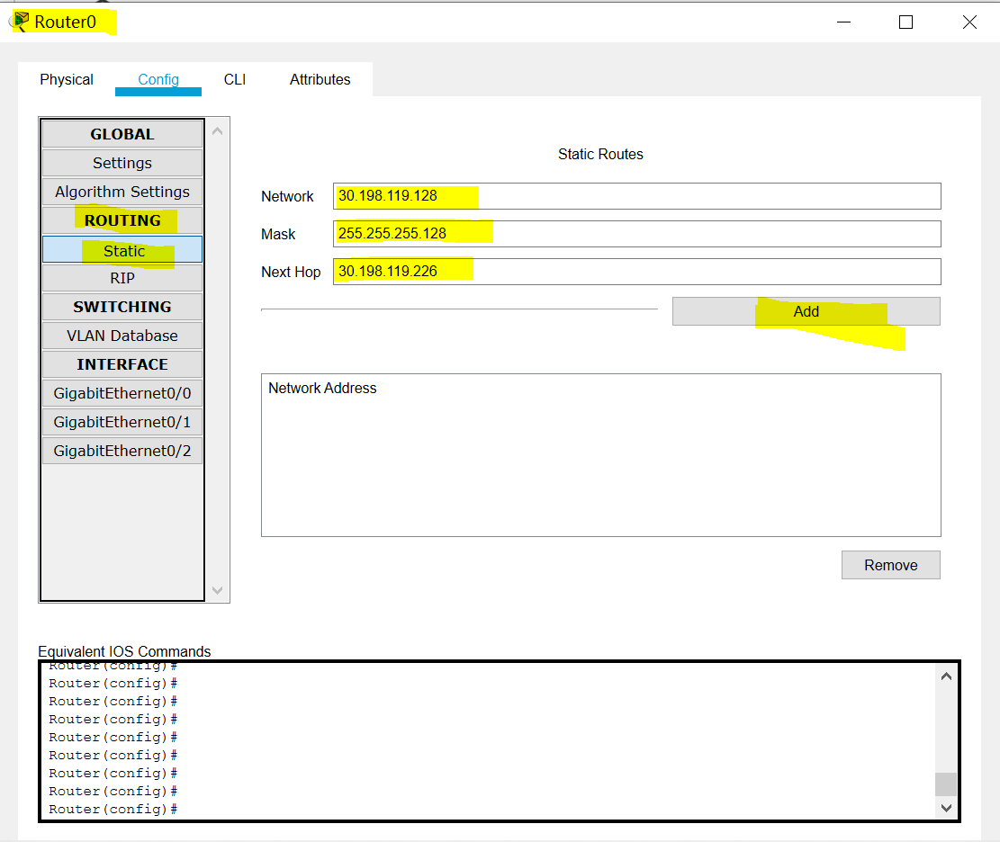 Router0
Physical Config CLI Attributes
GLOBAL
Settings
Algorithm Settings
ROUTING
Static
RIP
SWITCHING
VLAN Database
INTERFACE
GigabitEthernet0/0
GigabitEthernet0/1
GigabitEthernet0/2
Static Routes
Network 30.198.119.128
Mask 255.255.255.128
Next Hop 30.198.119.226
Add
Network Address
Remove
Equivalent IOS Commands
Router(config)#
Router(config)#
Router(config)#
Router(config)#
Router(config)#
Router(config)#
Router(config)#
Router(config)#
Router(config)#